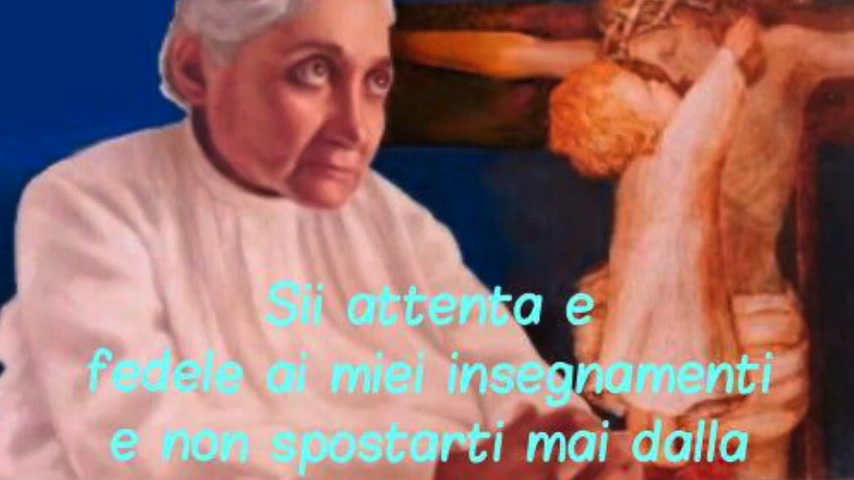 Sii attenta e
fedele ai miei insegnamenti
e non spostarti mai dalla